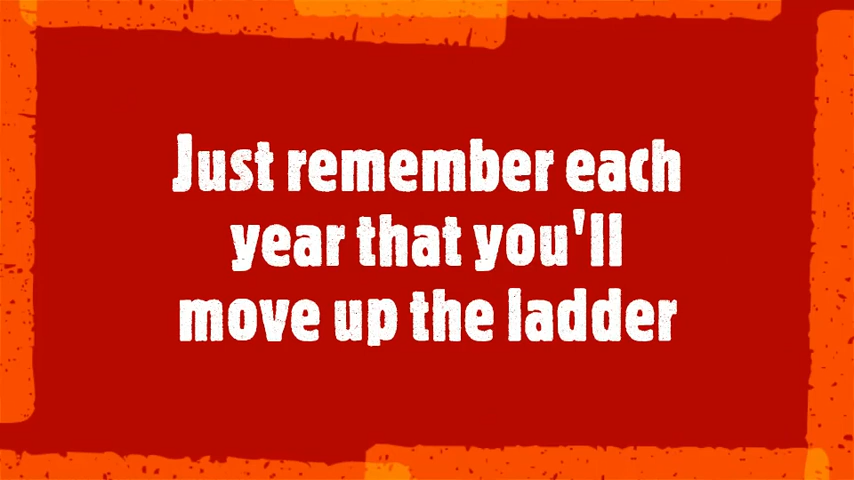 Just remember each
year that you'll
move up the ladder